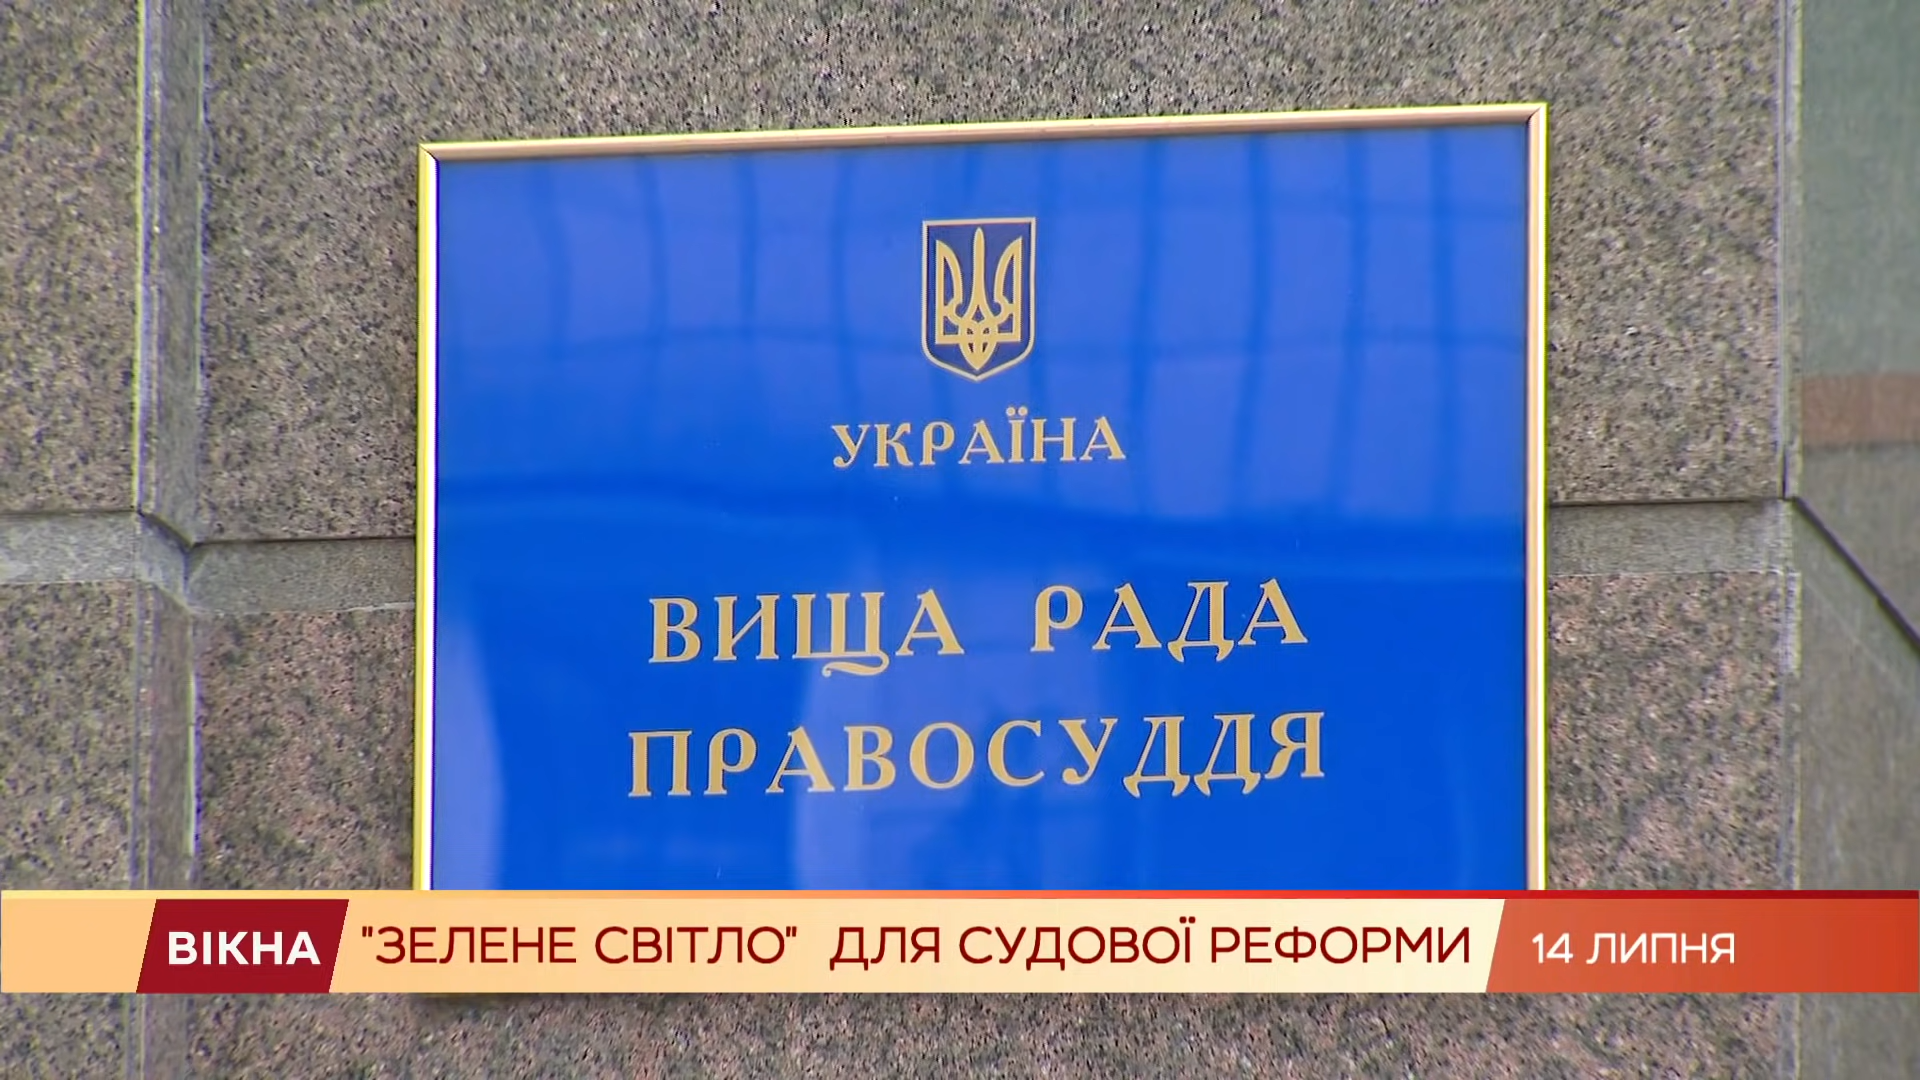 УКРАЇНА
ВИЩА РАДА
ПРАВОСУДДЯ
ВІКНА "ЗЕЛЕНЕ СВІТЛО" ДЛЯ СУДОВОЇ РЕФОРМИ 14 ЛИПНЯ